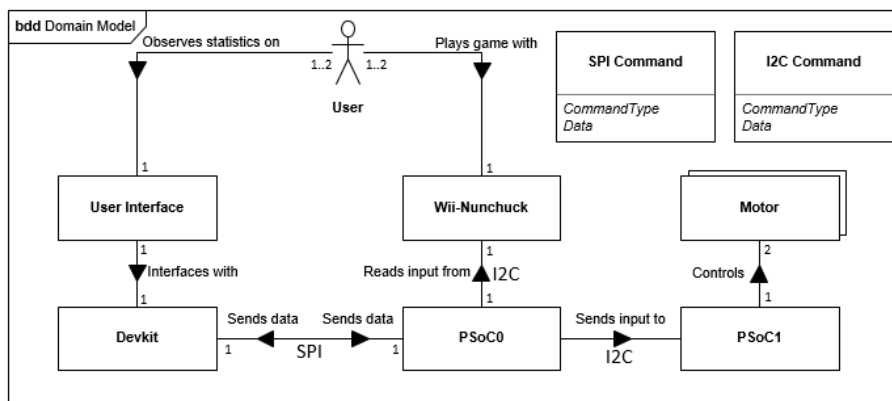 bdd Domain Model
Observes statistics on
Plays game with
1..2
1..2
User
SPI Command
CommandType
Data
I2C Command
CommandType
Data
1
1
User Interface
Wii-Nunchuck
Motor
1
1
2
Interfaces with
Reads input from
I2C
Controls
1
1
1
Devkit
Sends data
Sends data
1
SPI
1
PSoC0
Sends input to
I2C
PSoC1